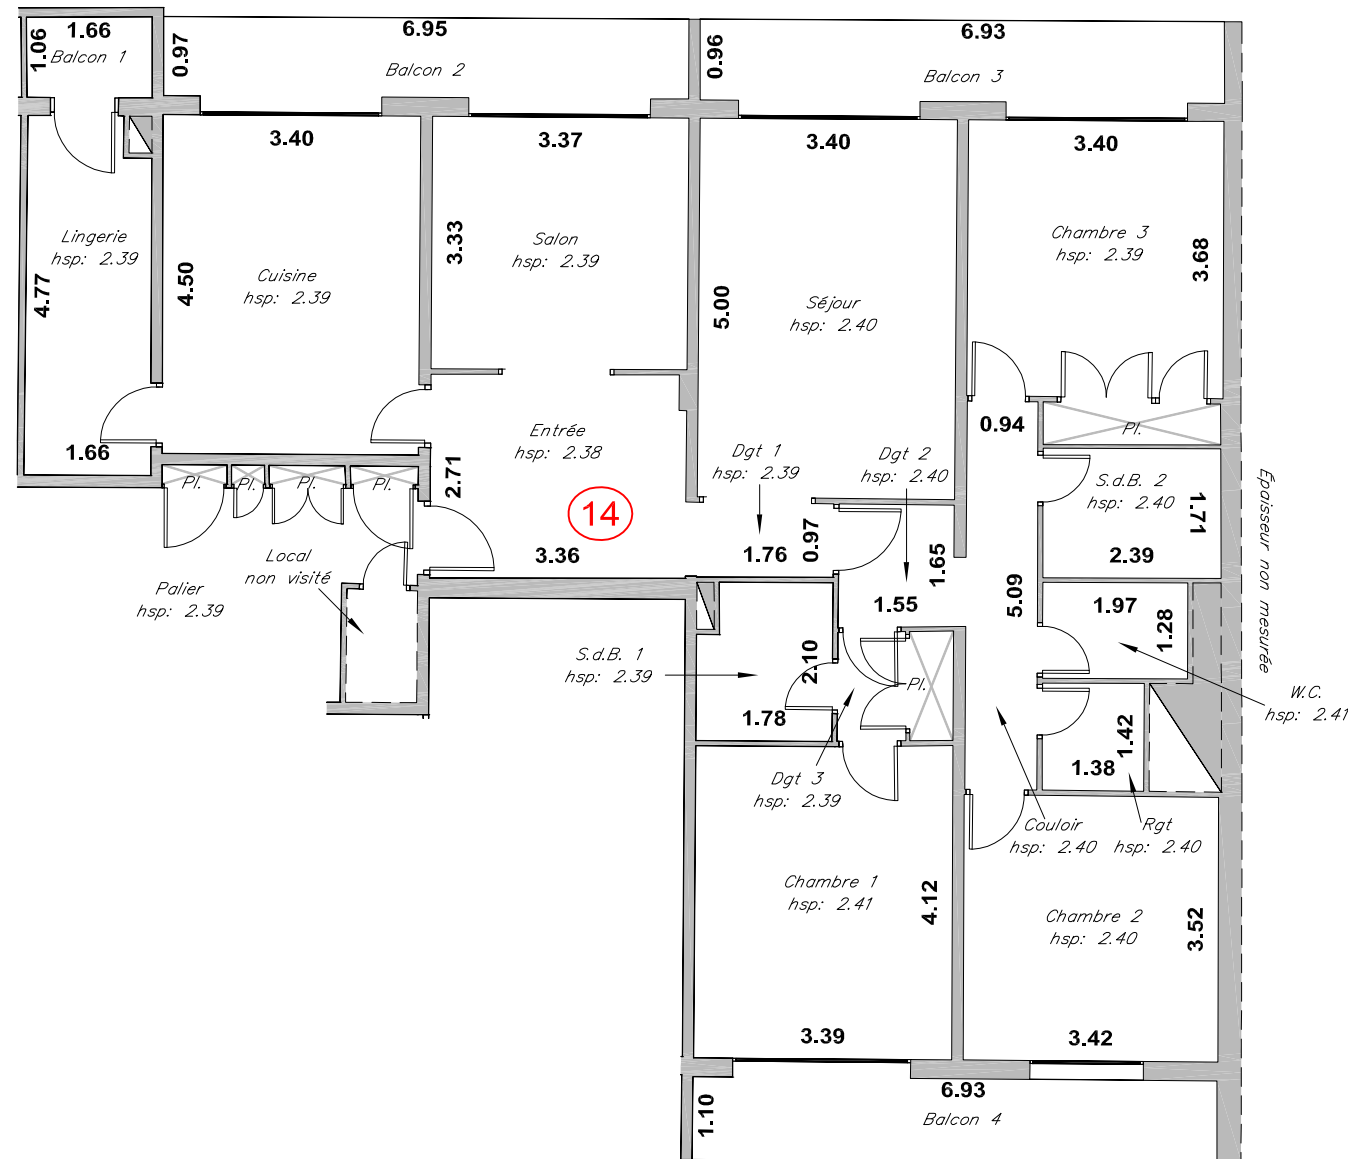 1.66
1.06
Balcon 1
0.97
6.95
Balcon 2
0.96
6.93
Balcon 3
3.40
3.37
3.40
3.40
Lingerie
hsp: 2.39
4.77
1.66
Cuisine
hsp: 2.39
4.50
Salon
hsp: 2.39
3.33
Séjour
hsp: 2.40
5.00
Chambre 3
hsp: 2.39
3.68
0.94
Pl.
Entrée
hsp: 2.38
2.71
14
3.36
Dgt 1
hsp: 2.39
Dgt 2
hsp: 2.40
1.76
0.97
1.65
1.55
S.d.B. 2
hsp: 2.40
1.71
2.39
Épaisseur non mesurée
Pl.
Pl.
Pl.
Pl.
Local
non visité
Palier
hsp: 2.39
5.09
1.97
1.28
W.C.
hsp: 2.41
S.d.B. 1
hsp: 2.39
2.10
1.78
Pl.
1.42
1.38
Dgt 3
hsp: 2.39
Couloir
hsp: 2.40
Rgt
hsp: 2.40
Chambre 1
hsp: 2.41
4.12
3.39
Chambre 2
hsp: 2.40
3.52
3.42
6.93
1.10
Balcon 4